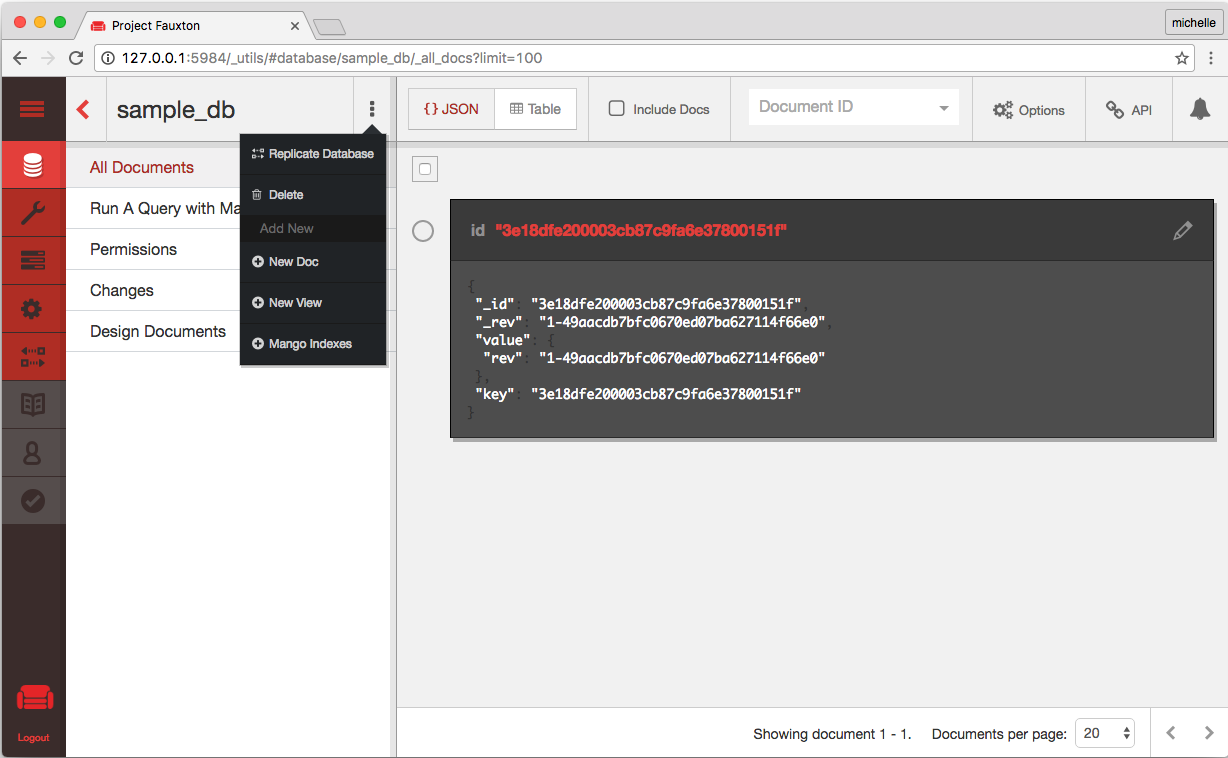 Project Fauxton
michelle
127.0.0.1:5984/_utils/#database/sample_db/_all_docs?limit=100
sample_db
{} JSON
Table
Include Docs
Document ID
Options
API
Replicate Database
Delete
Add New
New Doc
New View
Mango Indexes
All Documents
Run A Query with Ma
Permissions
Changes
Design Documents
id "3e18dfe200003cb87c9fa6e37800151f"
{
"_id": "3e18dfe200003cb87c9fa6e37800151f",
"_rev": "1-49aacdb7bfc0670ed07ba627114f66e0",
"value": {
"rev": "1-49aacdb7bfc0670ed07ba627114f66e0"
},
"key": "3e18dfe200003cb87c9fa6e37800151f"
}
Logout
Showing document 1 - 1.
Documents per page: 20